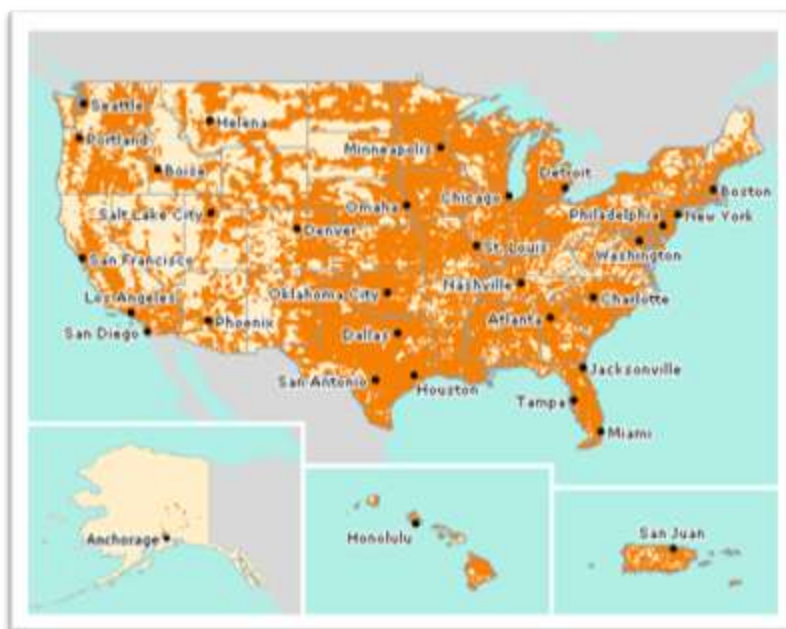 Seattle
Portland
Helena
Boise
Minneapolis
Detroit
Chicago
Boston
Salt Lake City
Omaha
Philadelphia
New York
Denver
St. Louis
Washington
San Francisco
Nashville
Los Angeles
Oklahoma City
Charlotte
San Diego
Phoenix
Dallas
Atlanta
San Antonio
Houston
Jacksonville
Tampa
Miami
Anchorage
Honolulu
San Juan